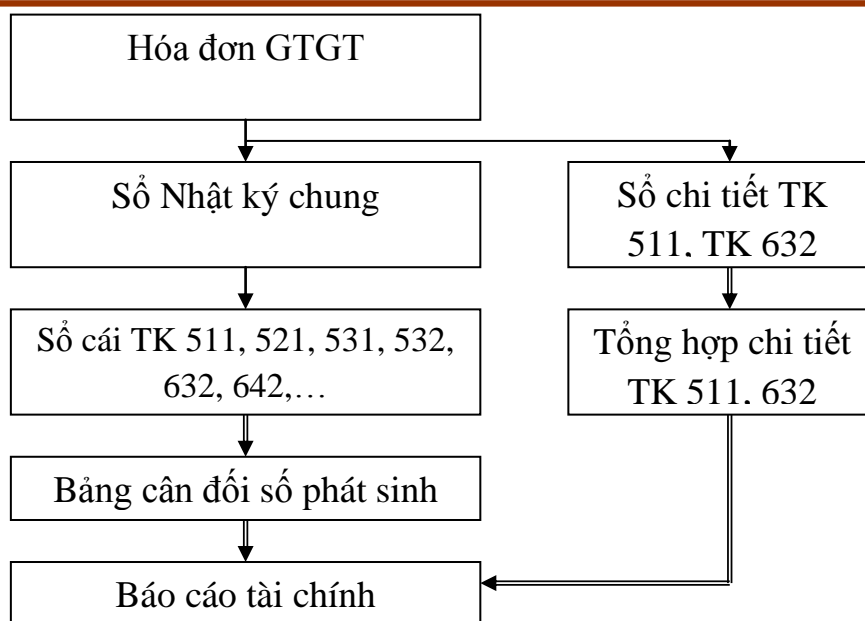 Hóa đơn GTGT
Sổ Nhật ký chung
Sổ chi tiết TK
511, TK 632
Sổ cái TK 511, 521, 531, 532,
632, 642,…
Tổng hợp chi tiết
TK 511, 632
Bảng cân đối số phát sinh
Báo cáo tài chính